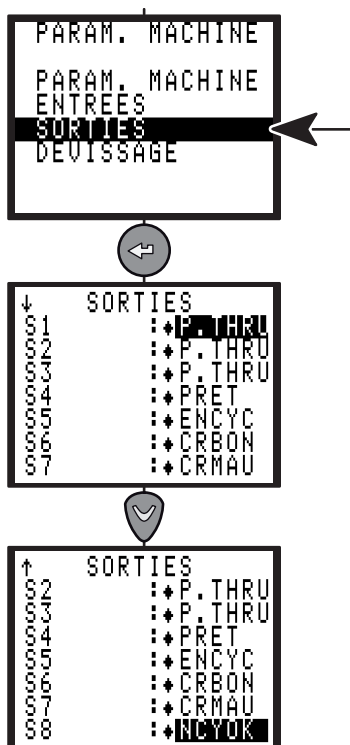 PARAM. MACHINE
PARAM. MACHINE
ENTREES
SORTIES
DEVISSAGE
↓ SORTIES
S1 :♦P.THRU
S2 :♦P.THRU
S3 :♦P.THRU
S4 :♦PRET
S5 :♦ENCYC
S6 :♦CRBON
S7 :♦CRMAU
↑ SORTIES
S2 :♦P.THRU
S3 :♦P.THRU
S4 :♦PRET
S5 :♦ENCYC
S6 :♦CRBON
S7 :♦CRMAU
S8 :♦NCYOK